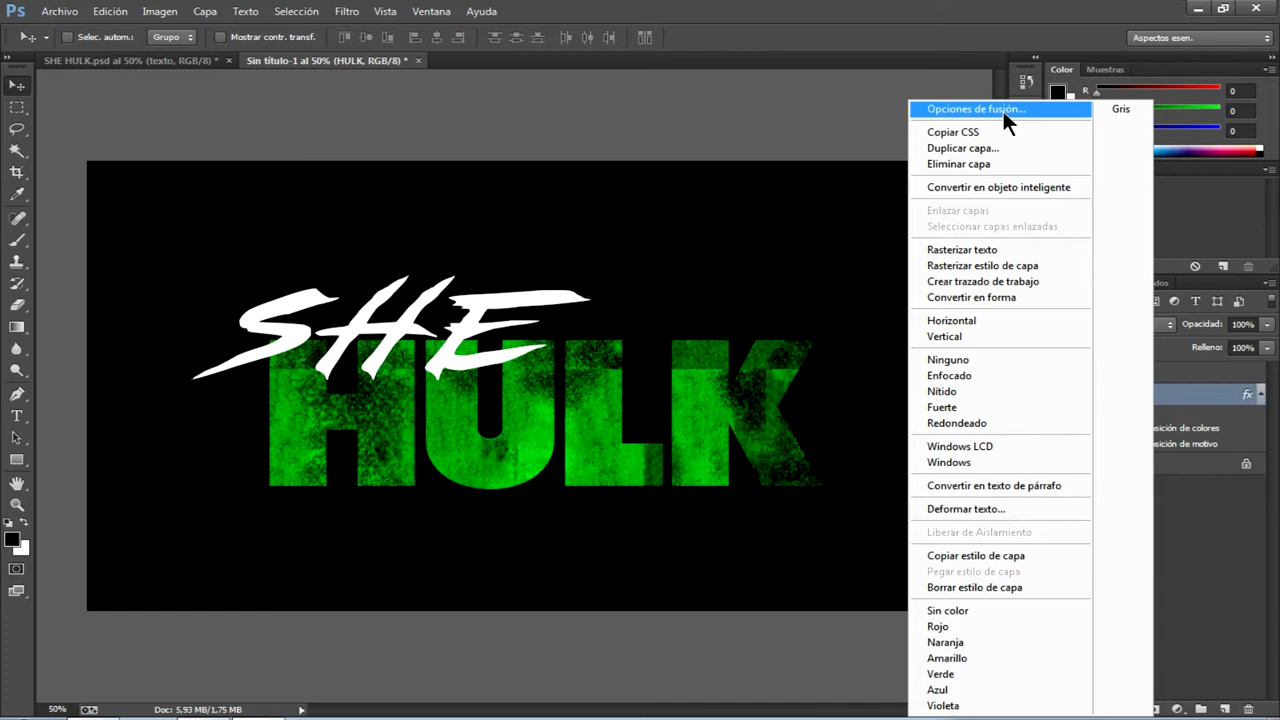 Ps Archivo Edición Imagen Capa Texto Selección Filtro Vista Ventana Ayuda
Selec. autom.: Grupo Mostrar contr. transf. Aspectos esen.
SHE HULK.psd al 50% (texto, RGB/8) * × Sin título-1 al 50% (HULK, RGB/8) * ×
Color Muestras
R 0
0
0
Opciones de fusión... Gris
Copiar CSS
Duplicar capa...
Eliminar capa
Convertir en objeto inteligente
Enlazar capas
Seleccionar capas enlazadas
Rasterizar texto
Rasterizar estilo de capa
Crear trazado de trabajo
Convertir en forma
Horizontal
Vertical
Ninguno
Enfocado
Nítido
Fuerte
Redondeado
Windows LCD
Windows
Convertir en texto de párrafo
Deformar texto...
Liberar de Aislamiento
Copiar estilo de capa
Pegar estilo de capa
Borrar estilo de capa
Sin color
Rojo
Naranja
Amarillo
Verde
Azul
Violeta
Opacidad: 100%
Relleno: 100%
fx
SHE
HULK
50% Doc: 5,93 MB/1,75 MB